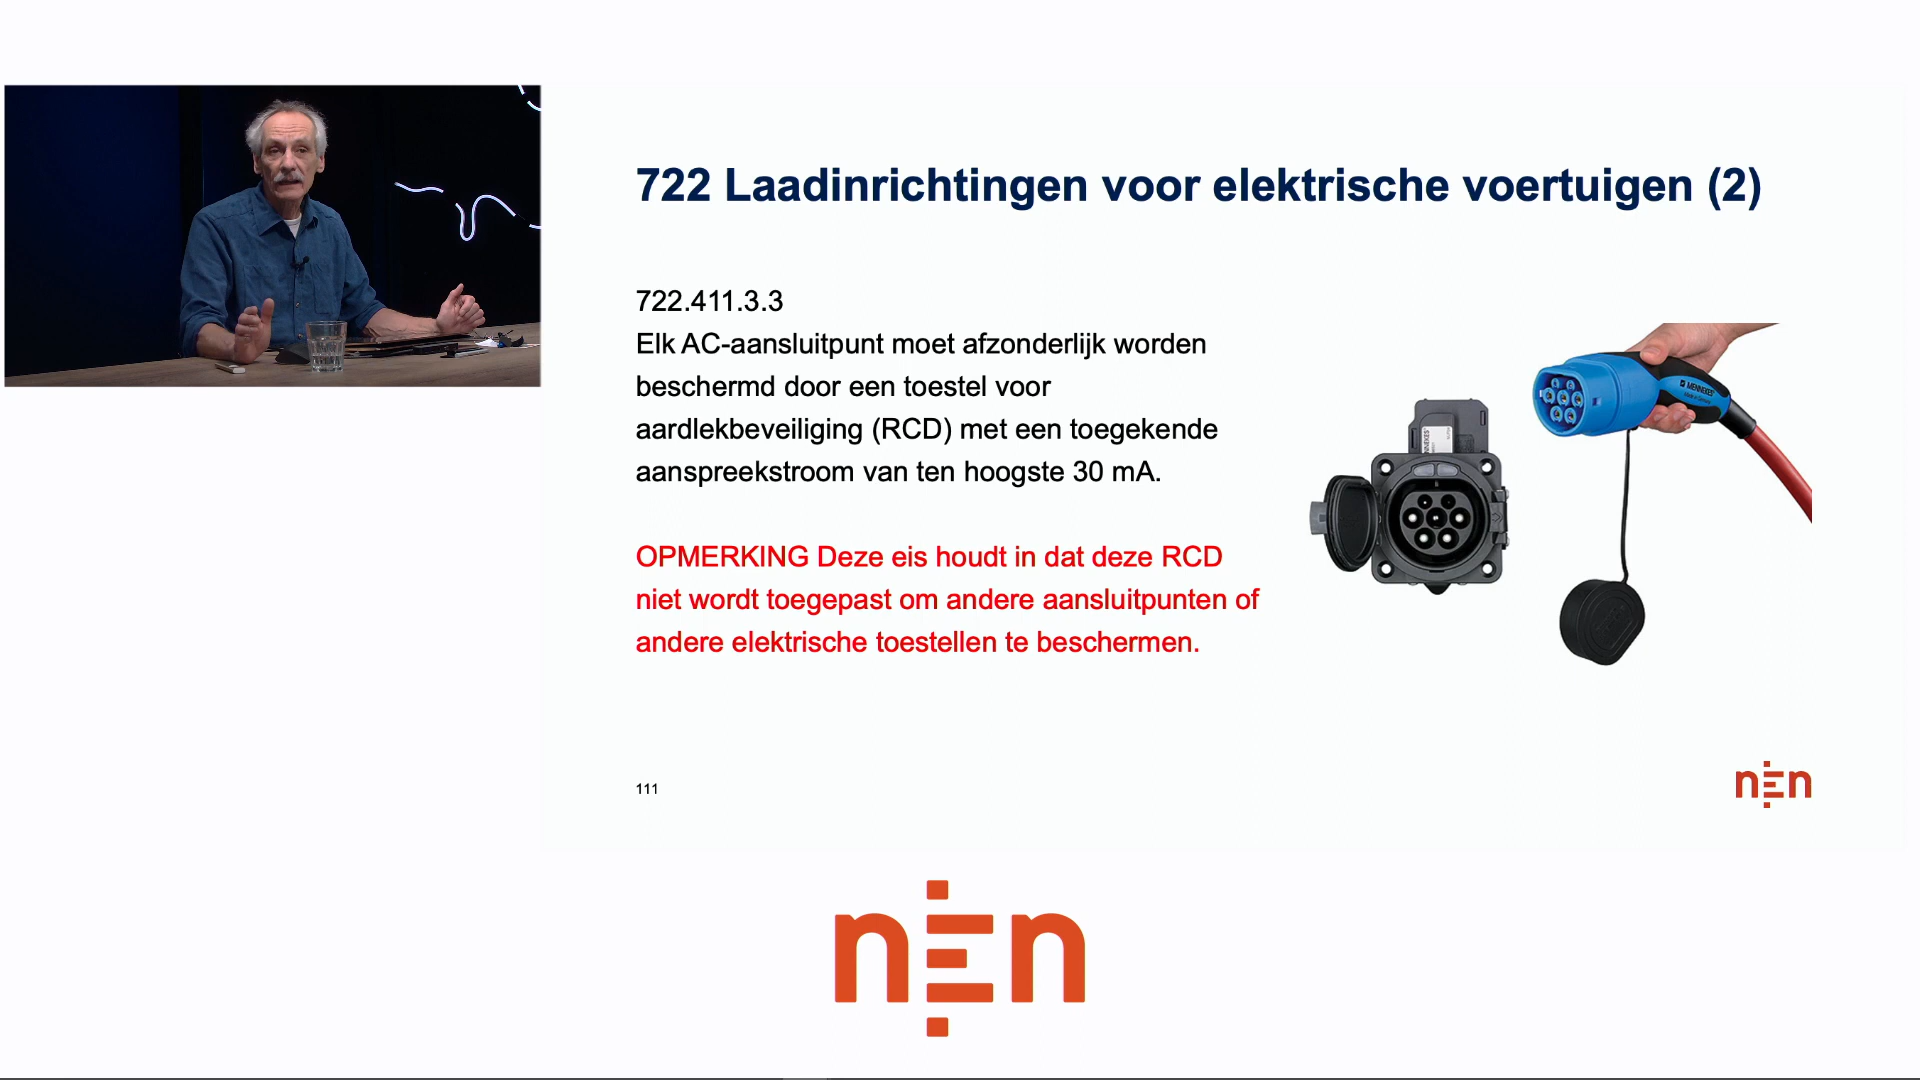 722 Laadinrichtingen voor elektrische voertuigen (2)
722.411.3.3
Elk AC-aansluitpunt moet afzonderlijk worden
beschermd door een toestel voor
aardlekbeveiliging (RCD) met een toegekende
aanspreekstroom van ten hoogste 30 mA.
OPMERKING Deze eis houdt in dat deze RCD
niet wordt toegepast om andere aansluitpunten of
andere elektrische toestellen te beschermen.
MENNEKES
111
nen
nen